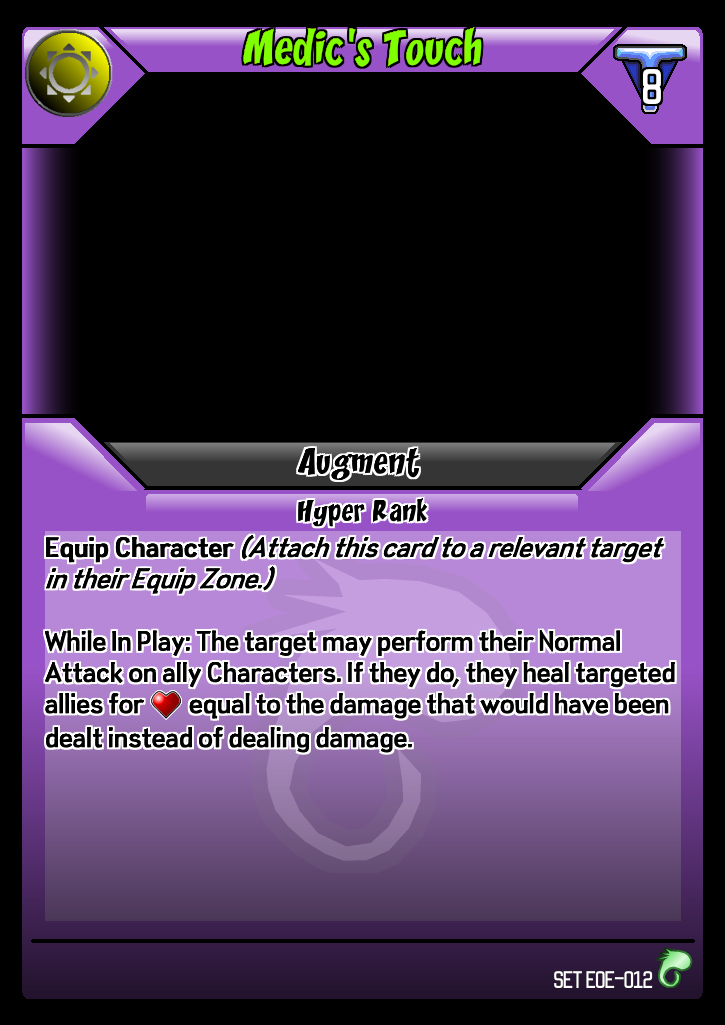 Medic's Touch
8
Augment
Hyper Rank
Equip Character (Attach this card to a relevant target
in their Equip Zone.)
While In Play: The target may perform their Normal
Attack on ally Characters. If they do, they heal targeted
allies for equal to the damage that would have been
dealt instead of dealing damage.
SET EOE-012